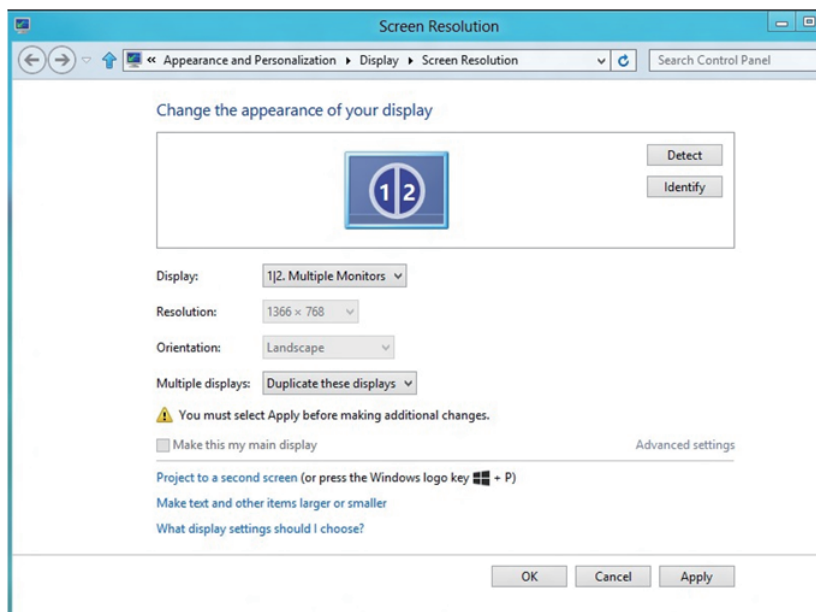 Screen Resolution
« Appearance and Personalization Display Screen Resolution
Search Control Panel
Change the appearance of your display
1 2
Detect
Identify
Display: 1|2. Multiple Monitors
Resolution: 1366 × 768
Orientation: Landscape
Multiple displays: Duplicate these displays
You must select Apply before making additional changes.
Make this my main display Advanced settings
Project to a second screen (or press the Windows logo key + P)
Make text and other items larger or smaller
What display settings should I choose?
OK Cancel Apply